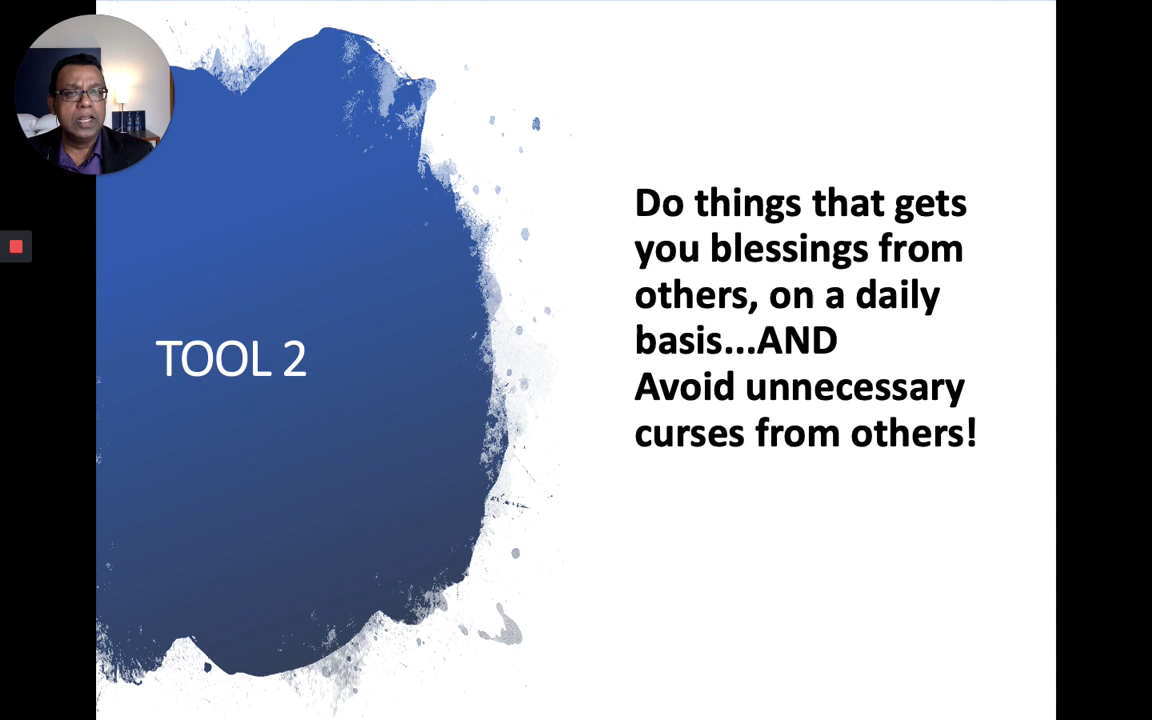 TOOL 2
Do things that gets
you blessings from
others, on a daily
basis...AND
Avoid unnecessary
curses from others!